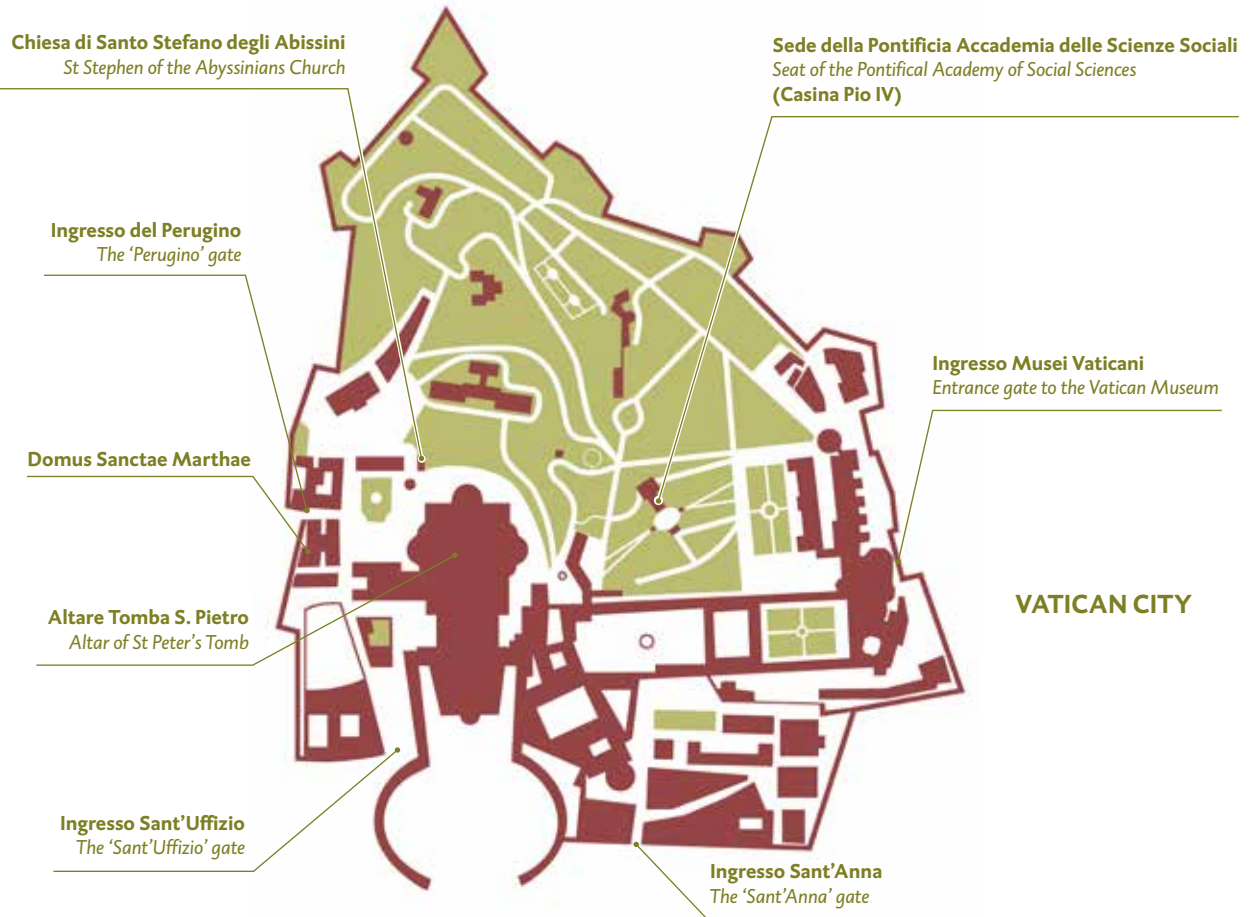 Chiesa di Santo Stefano degli Abissini
St Stephen of the Abyssinians Church
Sede della Pontificia Accademia delle Scienze Sociali
Seat of the Pontifical Academy of Social Sciences
(Casina Pio IV)
Ingresso del Perugino
The ‘Perugino’ gate
Ingresso Musei Vaticani
Entrance gate to the Vatican Museum
Domus Sanctae Marthae
VATICAN CITY
Altare Tomba S. Pietro
Altar of St Peter’s Tomb
Ingresso Sant’Uffizio
The ‘Sant’Uffizio’ gate
Ingresso Sant’Anna
The ‘Sant’Anna’ gate